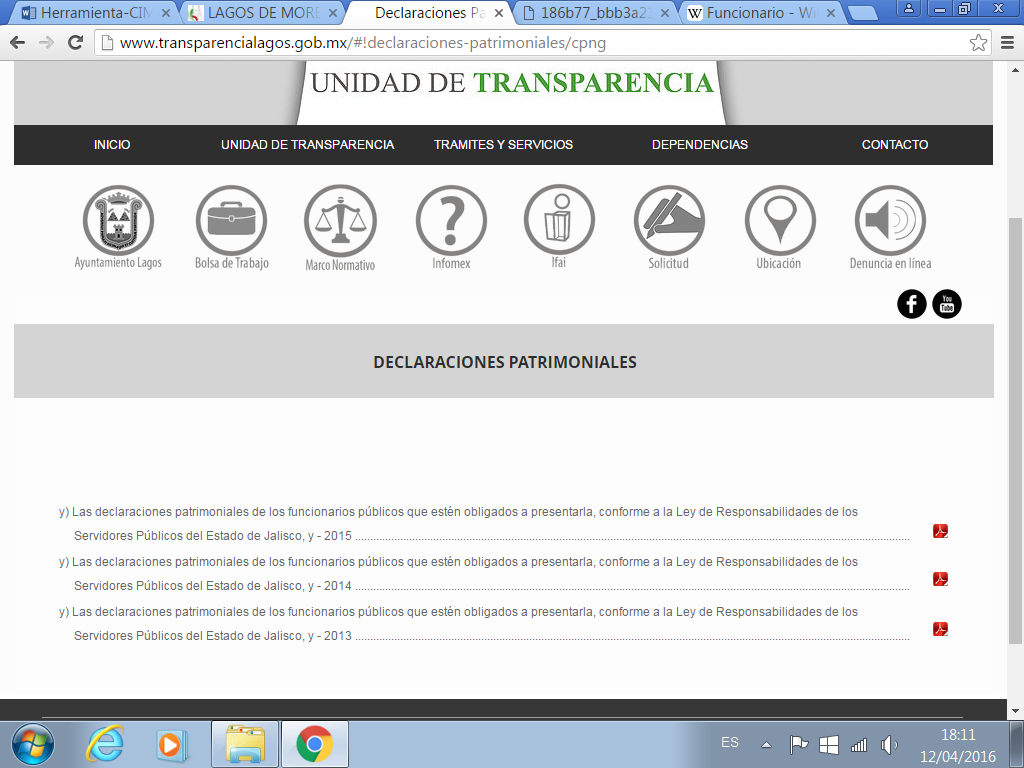 Herramienta-CIM
LAGOS DE MORE
Declaraciones Pa
186b77_bbb3a23
Funcionario - Wi
www.transparencialagos.gob.mx/#!declaraciones-patrimoniales/cpng
UNIDAD DE TRANSPARENCIA
INICIO
UNIDAD DE TRANSPARENCIA
TRAMITES Y SERVICIOS
DEPENDENCIAS
CONTACTO
Ayuntamiento Lagos
Bolsa de Trabajo
Marco Normativo
Infomex
Ifai
Solicitud
Ubicación
Denuncia en línea
You Tube
DECLARACIONES PATRIMONIALES
y) Las declaraciones patrimoniales de los funcionarios públicos que estén obligados a presentarla, conforme a la Ley de Responsabilidades de los
Servidores Públicos del Estado de Jalisco, y - 2015
y) Las declaraciones patrimoniales de los funcionarios públicos que estén obligados a presentarla, conforme a la Ley de Responsabilidades de los
Servidores Públicos del Estado de Jalisco, y - 2014
y) Las declaraciones patrimoniales de los funcionarios públicos que estén obligados a presentarla, conforme a la Ley de Responsabilidades de los
Servidores Públicos del Estado de Jalisco, y - 2013
ES
18:11
12/04/2016